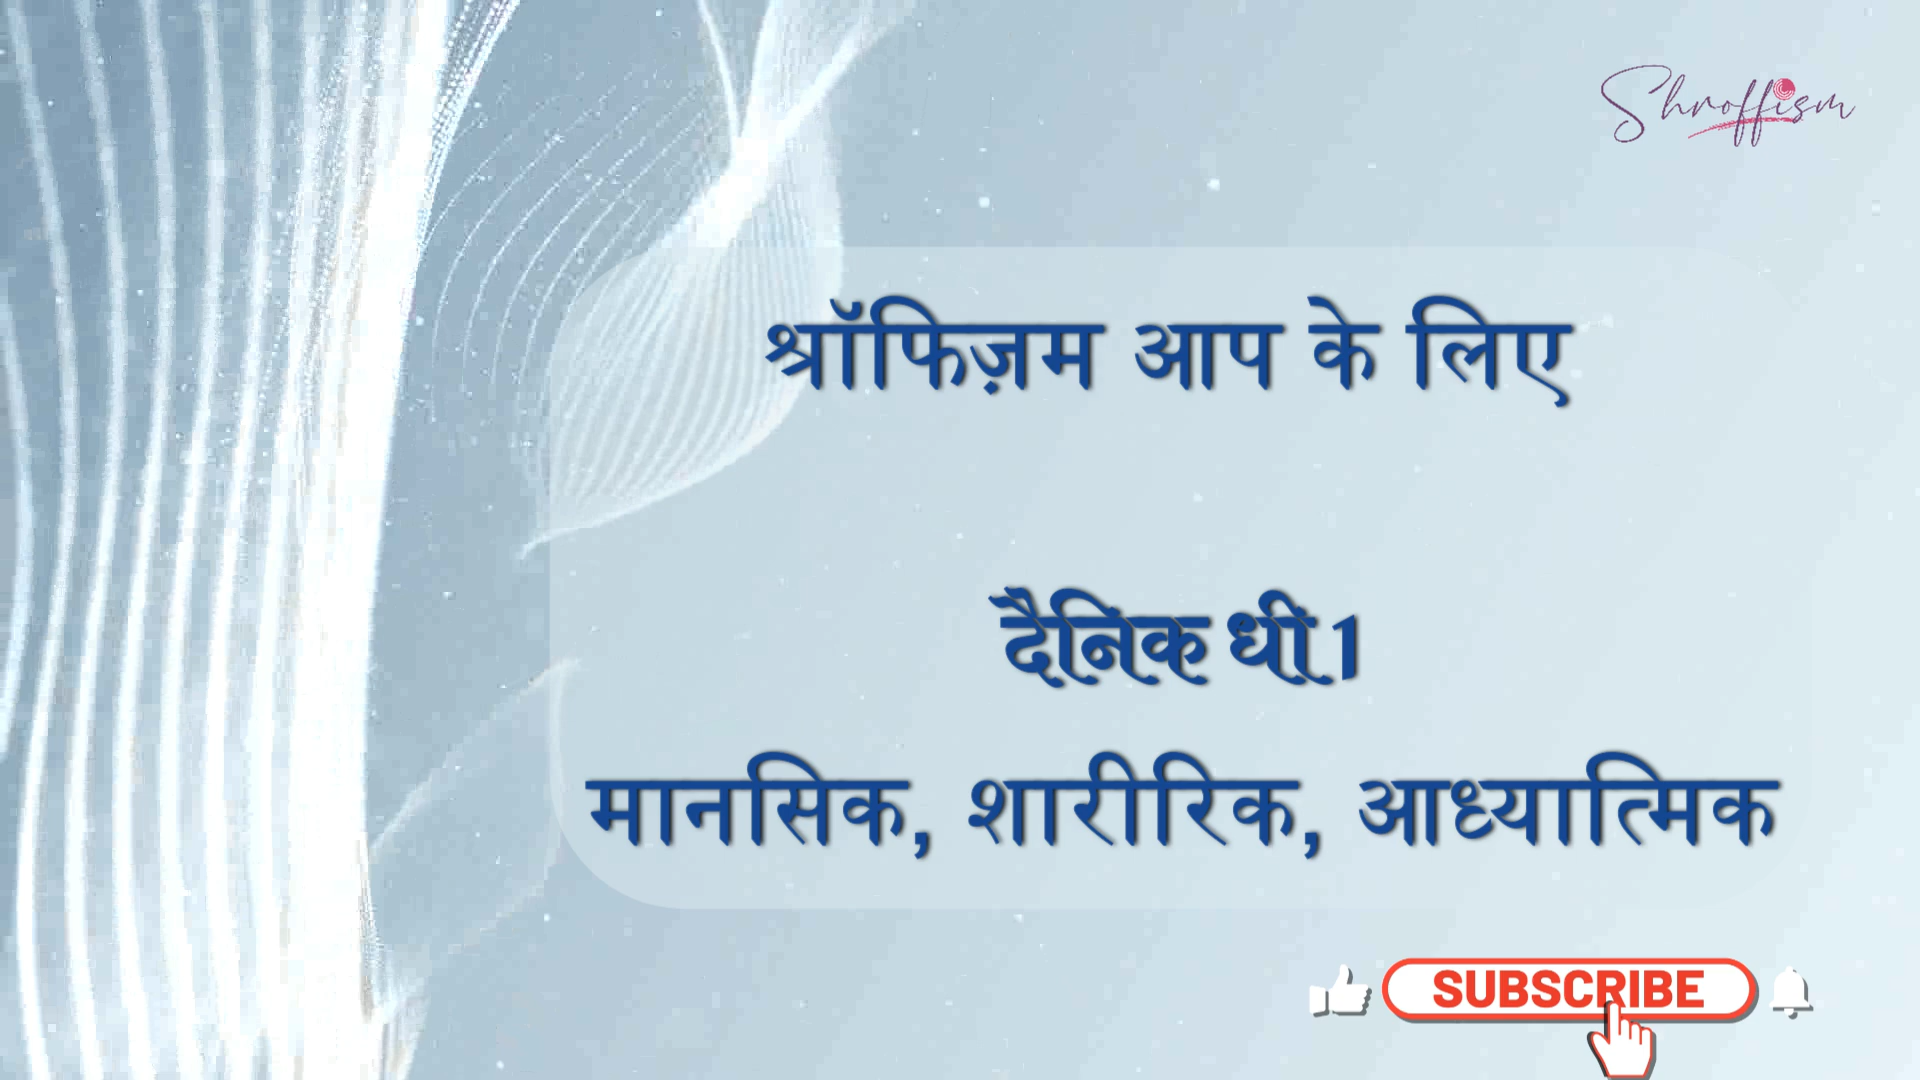 Shroffism
श्रॉफिज़म आप के लिए
दैनिक धी 1
मानसिक, शारीरिक, आध्यात्मिक
SUBSCRIBE